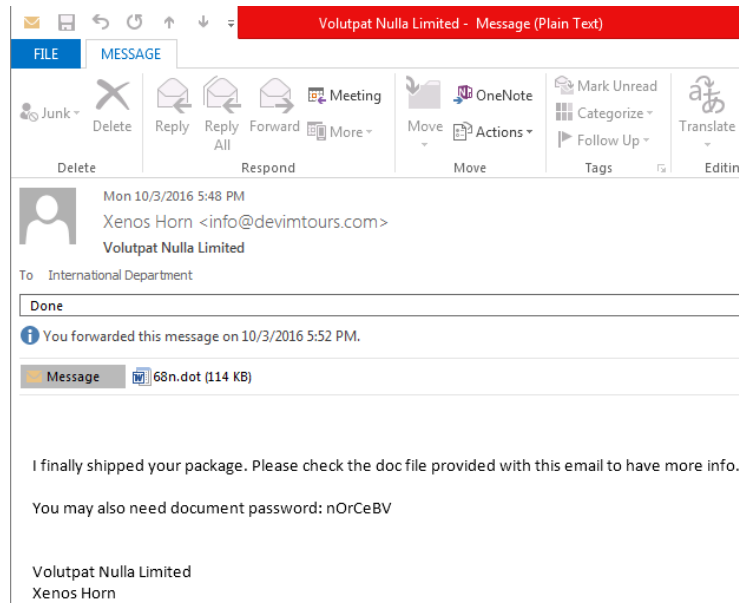 Volutpat Nulla Limited - Message (Plain Text)
FILE MESSAGE
Junk
Delete
Reply
Reply All
Forward
Meeting
More
Move
OneNote
Actions
Mark Unread
Categorize
Follow Up
Translate
Delete Respond Move Tags Editin
Mon 10/3/2016 5:48 PM
Xenos Horn <info@devimtours.com>
Volutpat Nulla Limited
To International Department
Done
You forwarded this message on 10/3/2016 5:52 PM.
Message 68n.dot (114 KB)
I finally shipped your package. Please check the doc file provided with this email to have more info.
You may also need document password: nOrCeBV
Volutpat Nulla Limited
Xenos Horn